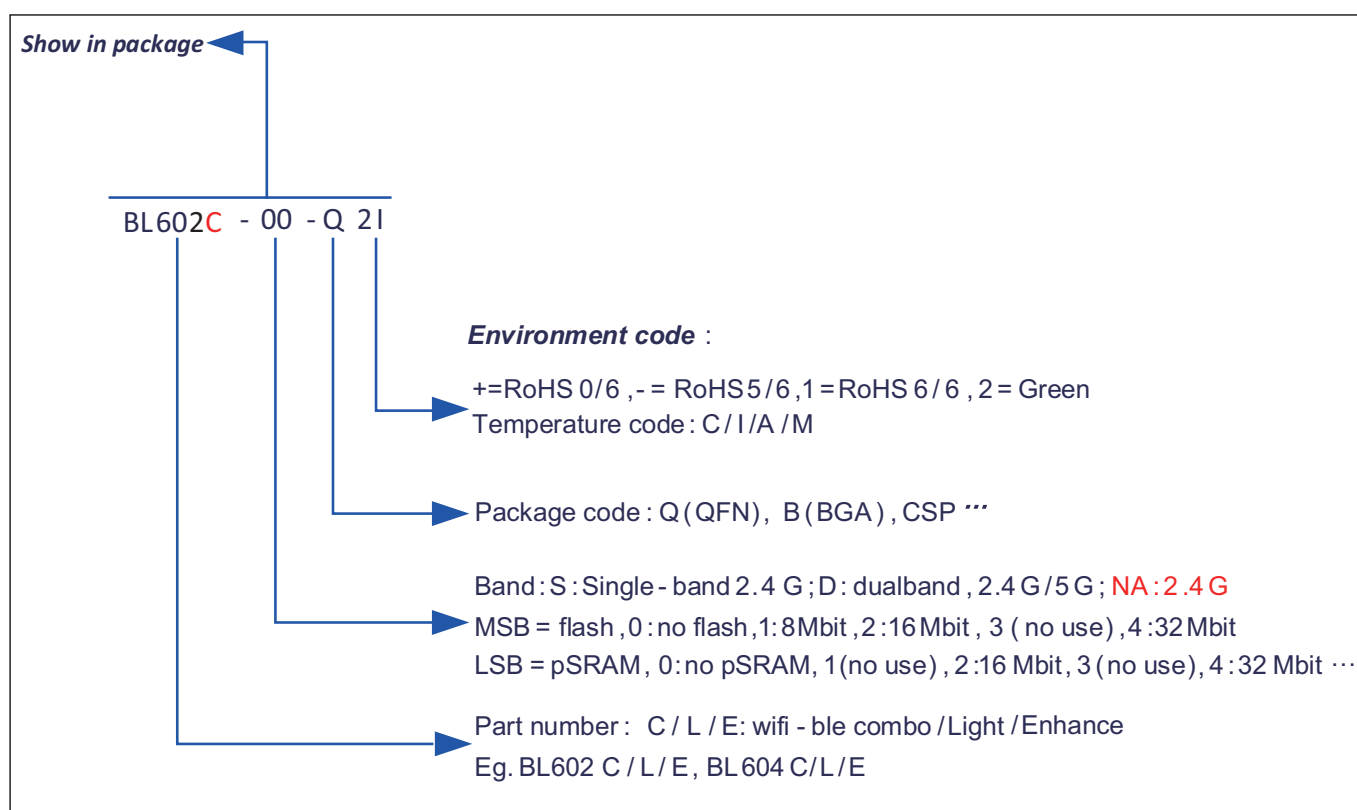 Show in package
BL602C - 00 - Q 2I
Environment code :
+=RoHS 0/6 ,- = RoHS 5/6 ,1 =RoHS 6/6 , 2 = Green
Temperature code : C / I /A / M
Package code : Q (QFN), B (BGA) , CSP ···
Band : S : Single - band 2.4 G ; D : dualband , 2.4 G / 5 G ; NA : 2 .4 G
MSB = flash , 0 : no flash, 1: 8 Mbit , 2 :16 Mbit , 3 ( no use) ,4 :32 Mbit
LSB = pSRAM, 0: no pSRAM, 1(no use) , 2:16 Mbit, 3 (no use), 4 : 32 Mbit ···
Part number : C / L / E: wifi - ble combo / Light / Enhance
Eg. BL602 C / L / E , BL604 C/L/E